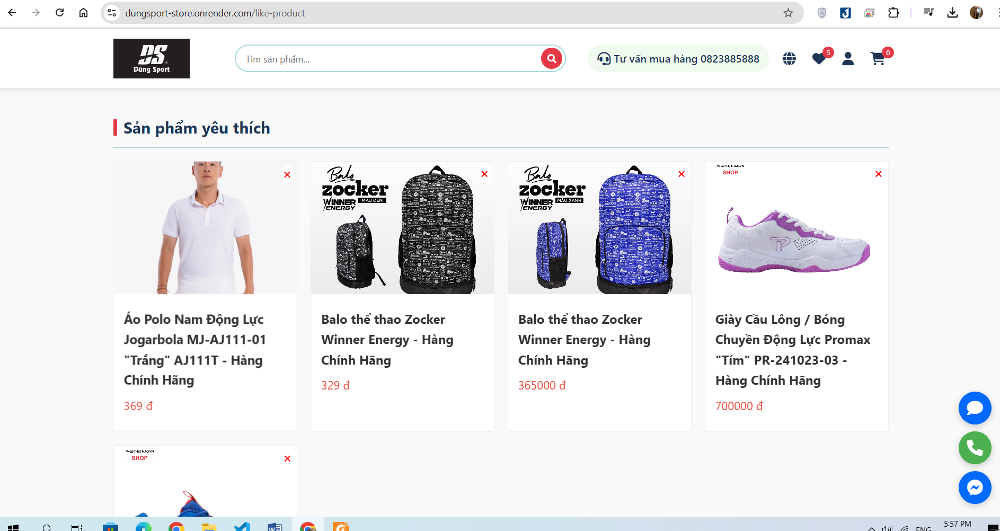 dungsport-store.onrender.com/like-product
DS
Dũng Sport
Tìm sản phẩm...
Tư vấn mua hàng 0823885888
5
0
Sản phẩm yêu thích
Balo
zocker
WINNER
ENERGY
MÀU ĐEN
Balo
zocker
WINNER
ENERGY
MÀU XANH
WEBTHETHAO.VN
SHOP
Áo Polo Nam Động Lực
Jogarbola MJ-AJ111-01
"Trắng" AJ111T - Hàng
Chính Hãng
369 đ
Balo thể thao Zocker
Winner Energy - Hàng
Chính Hãng
329 đ
Balo thể thao Zocker
Winner Energy - Hàng
Chính Hãng
365000 đ
Giày Cầu Lông / Bóng
Chuyền Động Lực Promax
"Tím" PR-241023-03 -
Hàng Chính Hãng
700000 đ
WEBTHETHAO.VN
SHOP
ENG
5:57 PM